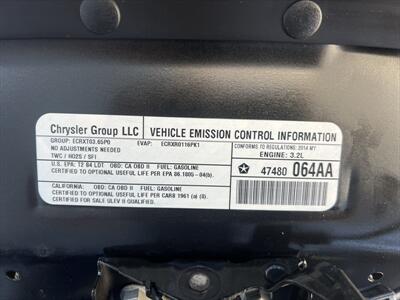 Chrysler Group LLC VEHICLE EMISSION CONTROL INFORMATION
GROUP: ECRXT03.65P0 EVAP: ECRXR0116PK1
NO ADJUSTMENTS NEEDED
TWC / HO2S / SFI
CONFORMS TO REGULATIONS: 2014 MY
ENGINE: 3.2L
U.S. EPA: T2 B4 LDT OBD: CA OBD II FUEL: GASOLINE
CERTIFIED TO OPTIONAL USEFUL LIFE PER EPA 86.1805-04(b).
47480 064AA
CALIFORNIA: OBD: CA OBD II FUEL: GASOLINE
CERTIFIED TO OPTIONAL USEFUL LIFE PER CARB 1961 (a) (8).
FOR SALE ULEV II QUALIFIED.